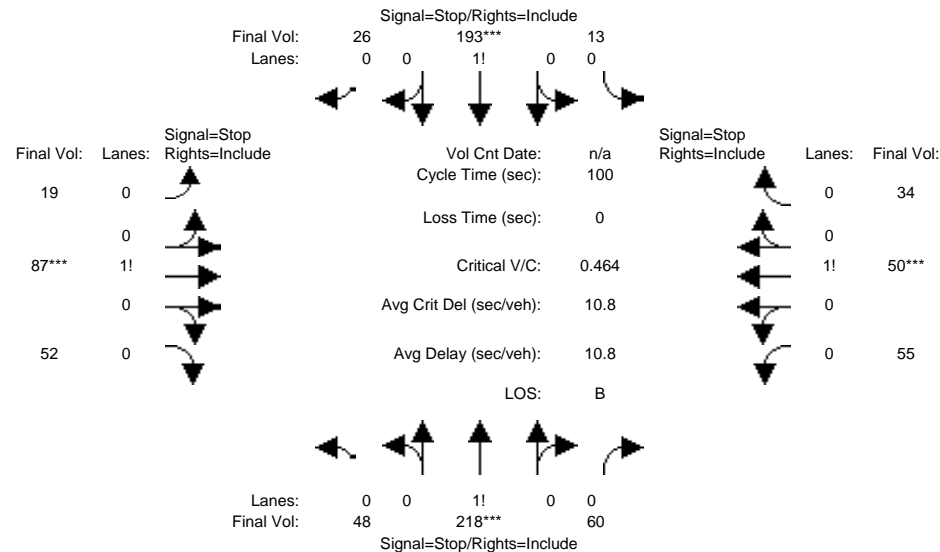 Signal=Stop/Rights=Include
Final Vol: 26 193*** 13
Lanes: 0 0 1! 0 0
Signal=Stop Signal=Stop
Final Vol: Lanes: Rights=Include Vol Cnt Date: n/a Rights=Include Lanes: Final Vol:
Cycle Time (sec): 100
19 0 0 34
Loss Time (sec): 0
0 0
87*** 1! Critical V/C: 0.464 1! 50***
0 Avg Crit Del (sec/veh): 10.8 0
52 0 Avg Delay (sec/veh): 10.8 0 55
LOS: B
Lanes: 0 0 1! 0 0
Final Vol: 48 218*** 60
Signal=Stop/Rights=Include